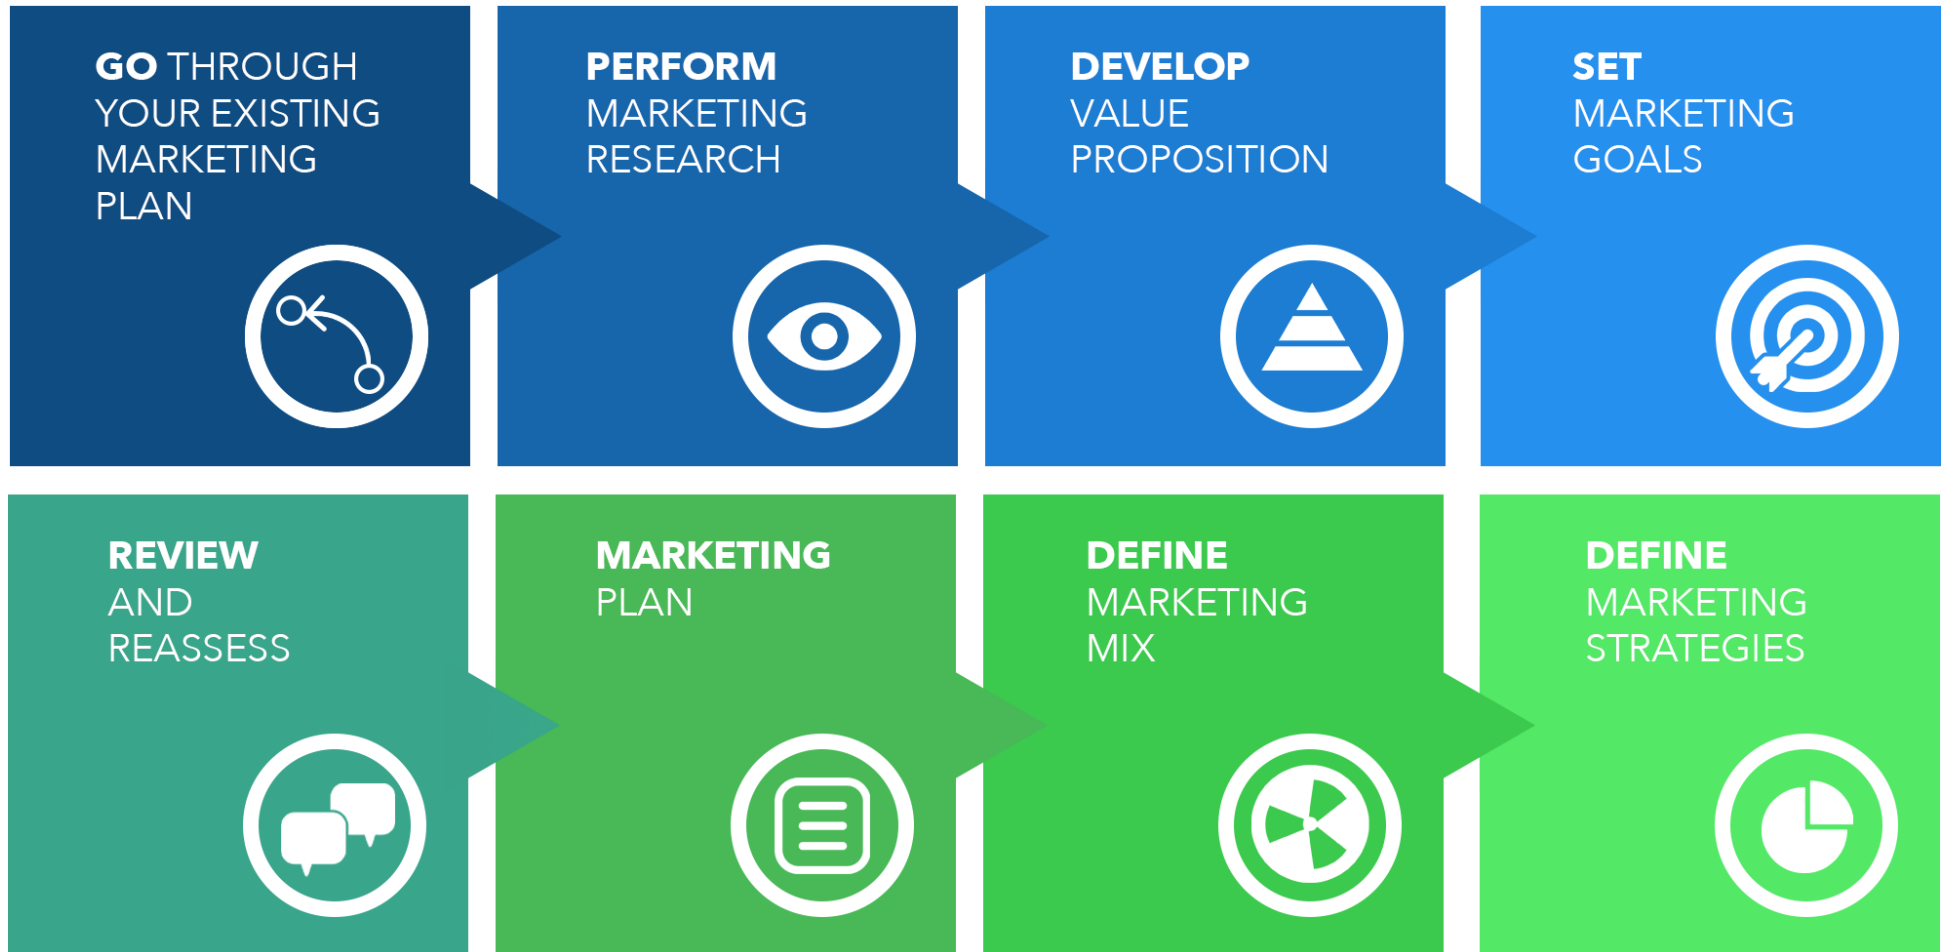 GO THROUGH
YOUR EXISTING
MARKETING
PLAN
PERFORM
MARKETING
RESEARCH
DEVELOP
VALUE
PROPOSITION
SET
MARKETING
GOALS
REVIEW
AND
REASSESS
MARKETING
PLAN
DEFINE
MARKETING
MIX
DEFINE
MARKETING
STRATEGIES